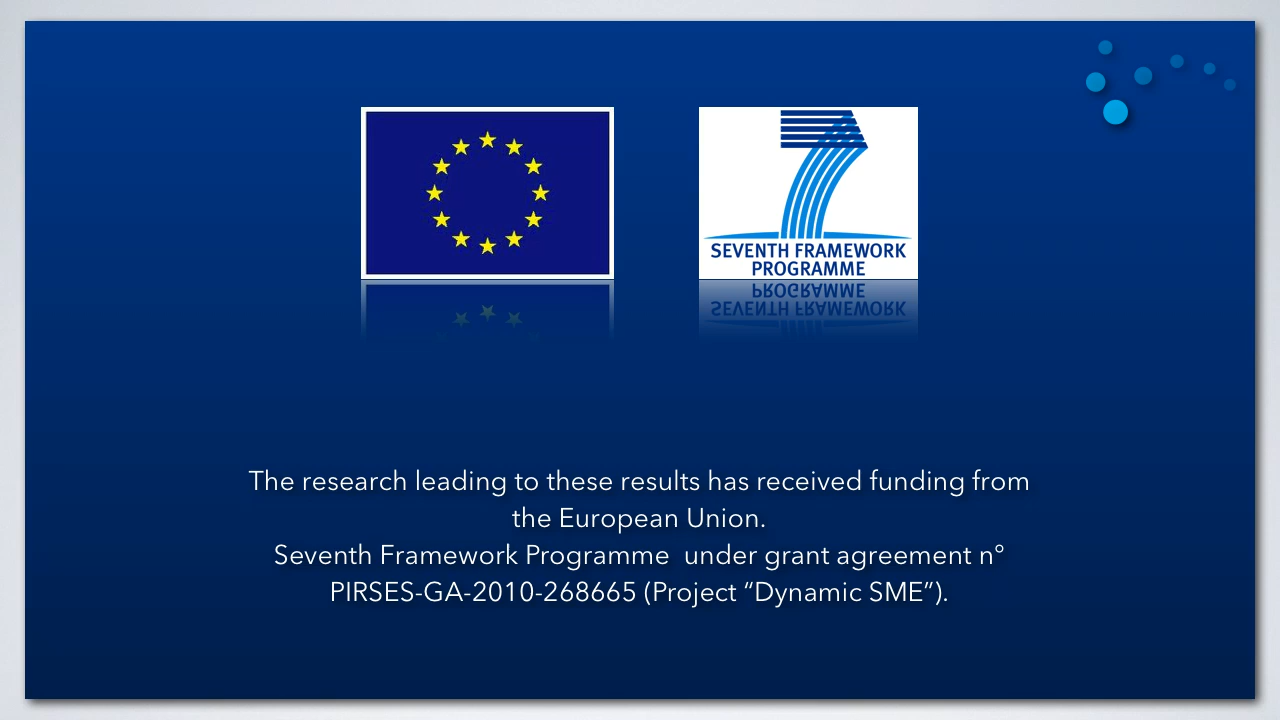 SEVENTH FRAMEWORK
PROGRAMME
The research leading to these results has received funding from
the European Union.
Seventh Framework Programme  under grant agreement n°
PIRSES-GA-2010-268665 (Project “Dynamic SME”).